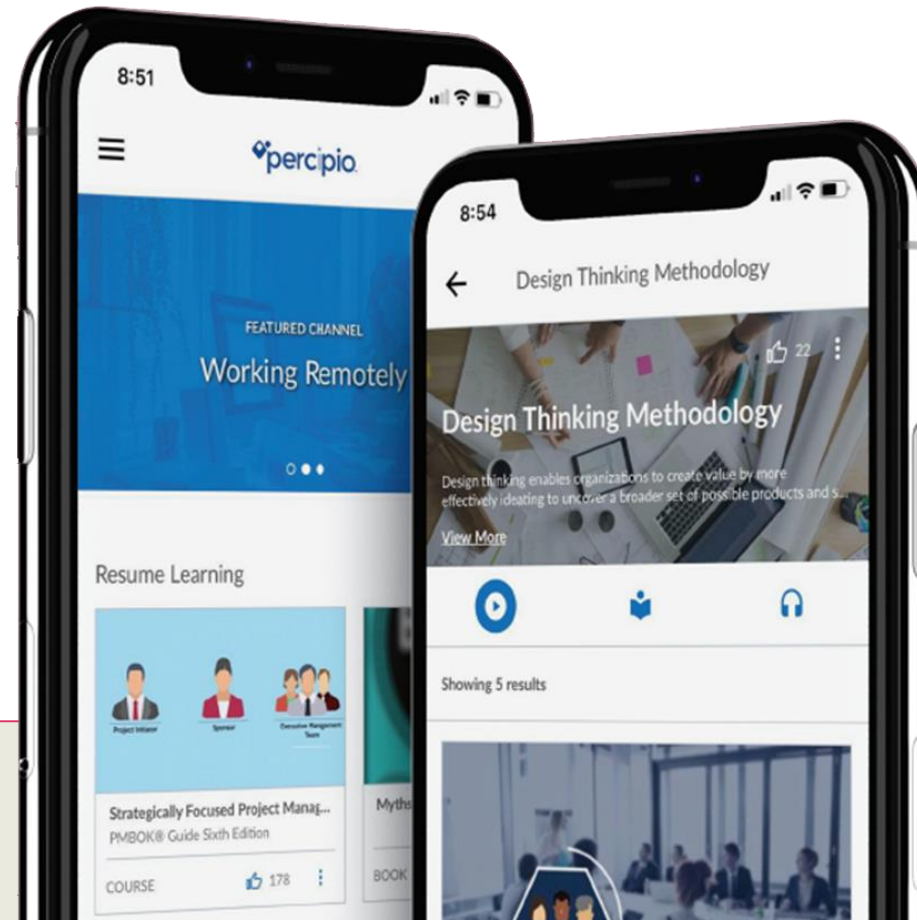 8:51
percipio
FEATURED CHANNEL
Working Remotely
Resume Learning
Project Initiator
Sponsor
Executive Management
Team
Strategically Focused Project Manag...
PMBOK® Guide Sixth Edition
COURSE
178
Myths
BOOK
8:54
Design Thinking Methodology
22
Design Thinking Methodology
Design thinking enables organizations to create value by more
effectively ideating to uncover a broader set of possible products and s...
View More
Showing 5 results